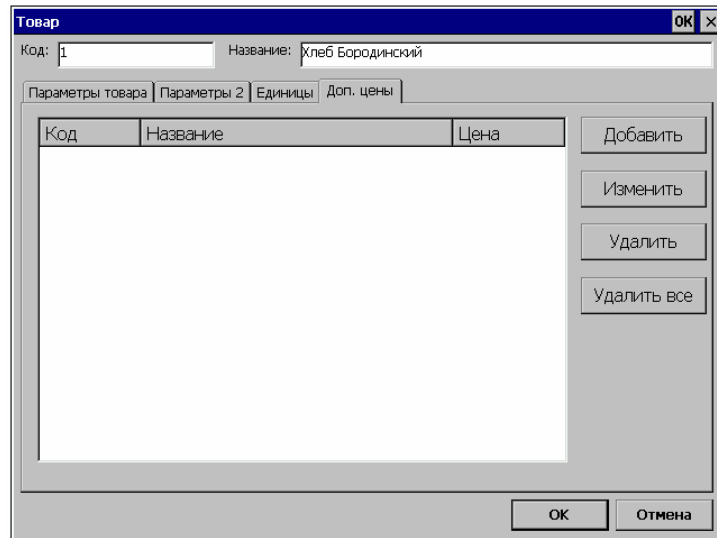 Товар OK ×
Код: 1 Название: Хлеб Бородинский
Параметры товара Параметры 2 Единицы Доп. цены
Код Название Цена
Добавить
Изменить
Удалить
Удалить все
OK Отмена